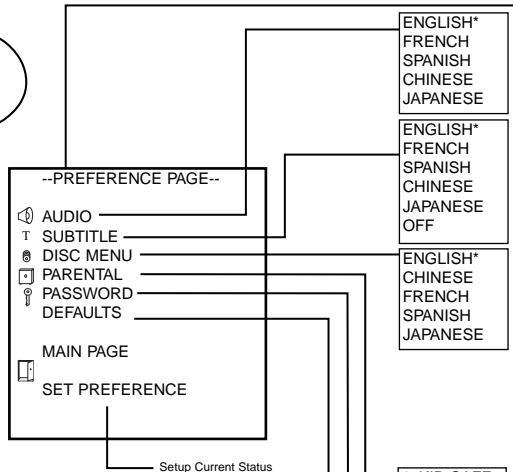 ENGLISH*
FRENCH
SPANISH
CHINESE
JAPANESE
ENGLISH*
FRENCH
SPANISH
CHINESE
JAPANESE
OFF
ENGLISH*
CHINESE
FRENCH
SPANISH
JAPANESE
--PREFERENCE PAGE--
AUDIO
T SUBTITLE
DISC MENU
PARENTAL
PASSWORD
DEFAULTS
MAIN PAGE
SET PREFERENCE
Setup Current Status